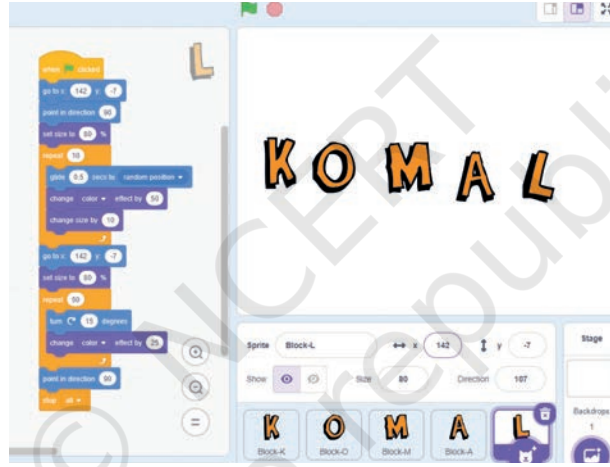 L
when clicked
go to x: 142 y: -7
point in direction 90
set size to 80 %
repeat 10
glide 0.5 secs to random position
change color effect by 50
change size by 10
go to x: 142 y: -7
set size to 80 %
repeat 50
turn 15 degrees
change color effect by 25
point in direction 90
stop all
K O M A L
Sprite Block-L x 142 y -7
Show Size 80 Direction 107
Stage
K O M A L
Block-K Block-O Block-M Block-A Block-L
Backdrops
1
© NCERT
republi